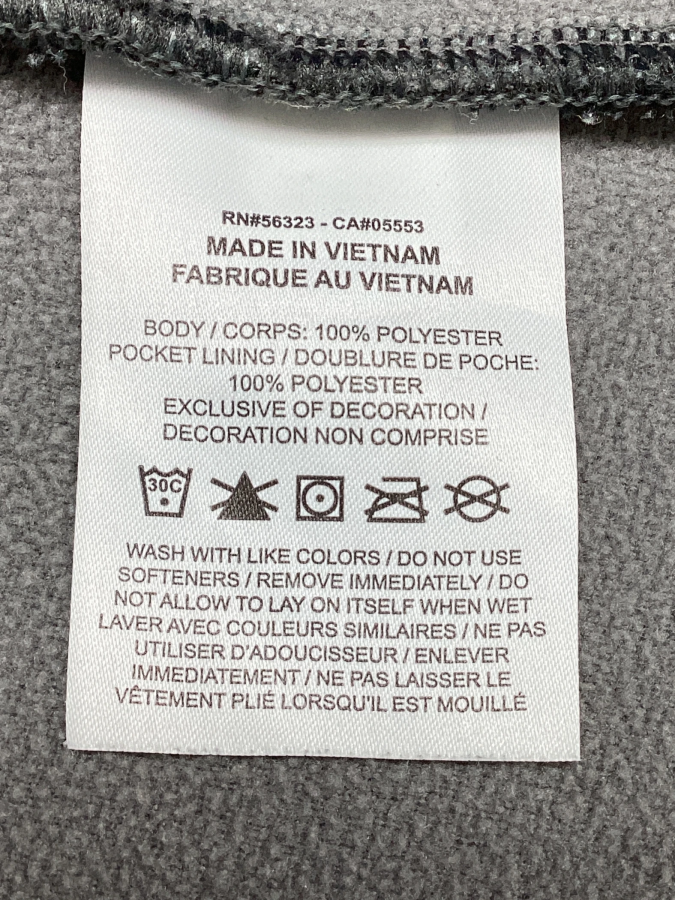 RN#56323 - CA#05553
MADE IN VIETNAM
FABRIQUE AU VIETNAM
BODY / CORPS: 100% POLYESTER
POCKET LINING / DOUBLURE DE POCHE:
100% POLYESTER
EXCLUSIVE OF DECORATION /
DECORATION NON COMPRISE
30C
WASH WITH LIKE COLORS / DO NOT USE
SOFTENERS / REMOVE IMMEDIATELY / DO
NOT ALLOW TO LAY ON ITSELF WHEN WET
LAVER AVEC COULEURS SIMILAIRES / NE PAS
UTILISER D'ADOUCISSEUR / ENLEVER
IMMEDIATEMENT / NE PAS LAISSER LE
VÊTEMENT PLIÉ LORSQU'IL EST MOUILLÉ